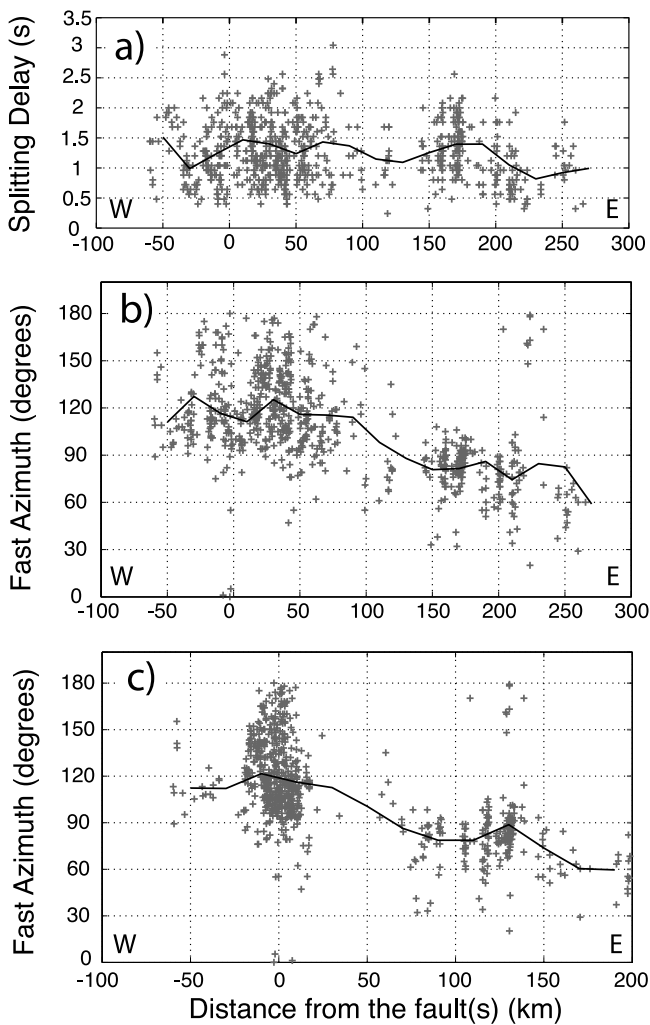 a)
Splitting Delay (s)
3.5
3
2.5
2
1.5
1
0.5
0
W
E
-100 -50 0 50 100 150 200 250 300
b)
Fast Azimuth (degrees)
180
150
120
90
60
30
0
W
E
-100 -50 0 50 100 150 200 250 300
c)
Fast Azimuth (degrees)
180
150
120
90
60
30
0
W
E
-100 -50 0 50 100 150 200
Distance from the fault(s) (km)